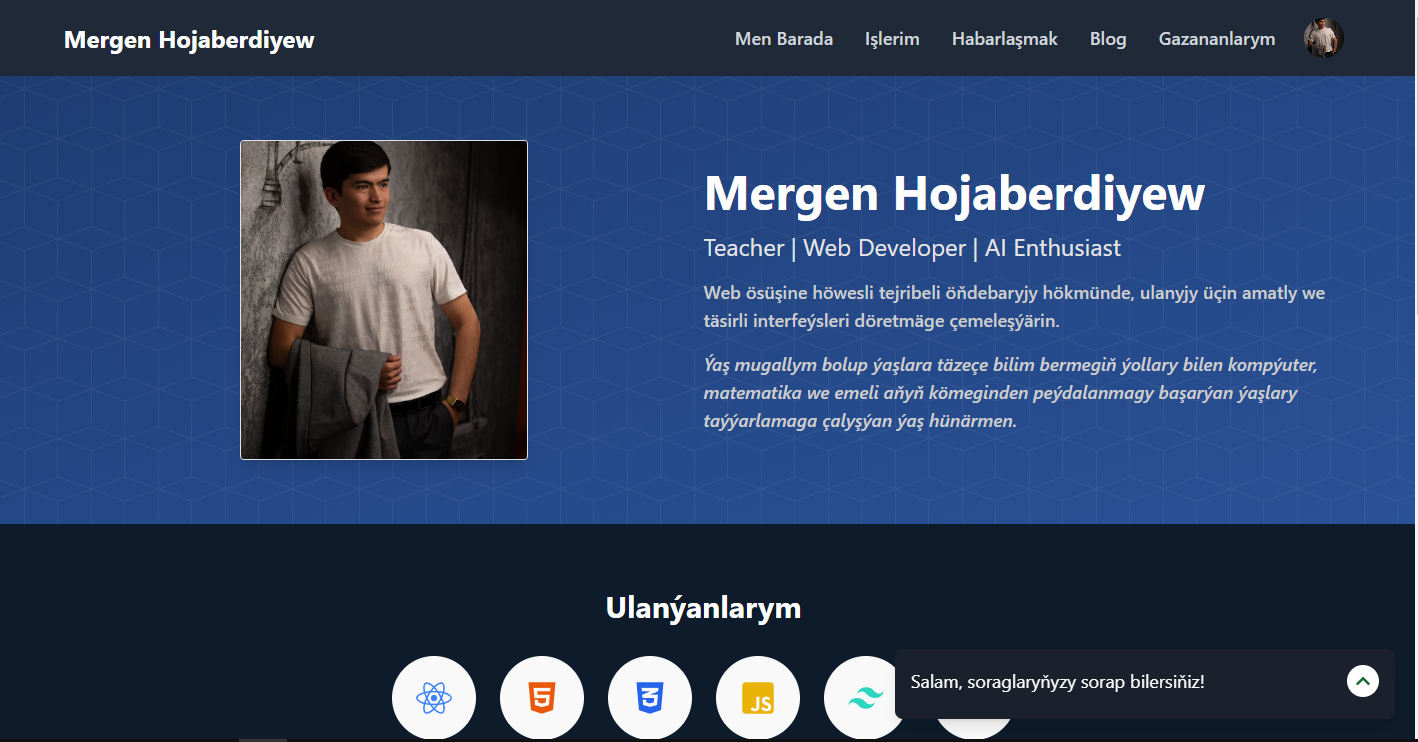 Mergen Hojaberdiyew
Men Barada
Işlerim
Habarlaşmak
Blog
Gazananlarym
Mergen Hojaberdiyew
Teacher | Web Developer | AI Enthusiast
Web ösüşine höwesli tejribeli öňdebaryjy hökmünde, ulanyjy üçin amatly we
täsirli interfeýsleri döretmäge çemeleşýärin.
Ýaş mugallym bolup ýaşlara täzeçe bilim bermegiň ýollary bilen kompýuter,
matematika we emeli aňyň kömeginden peýdalanmagy başarýan ýaşlary
taýýarlamaga çalyşýan ýaş hünärmen.
Ulanýanlarym
5
3
JS
Salam, soraglaryňyzy sorap bilersiňiz!